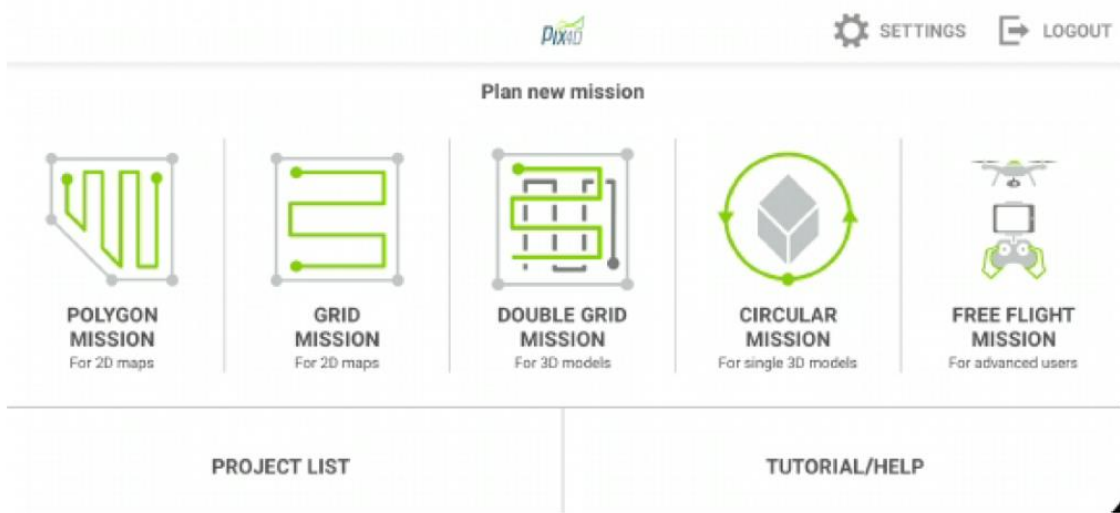 PIX4D
SETTINGS
LOGOUT
Plan new mission
POLYGON
MISSION
For 2D maps
GRID
MISSION
For 2D maps
DOUBLE GRID
MISSION
For 3D models
CIRCULAR
MISSION
For single 3D models
FREE FLIGHT
MISSION
For advanced users
PROJECT LIST
TUTORIAL/HELP